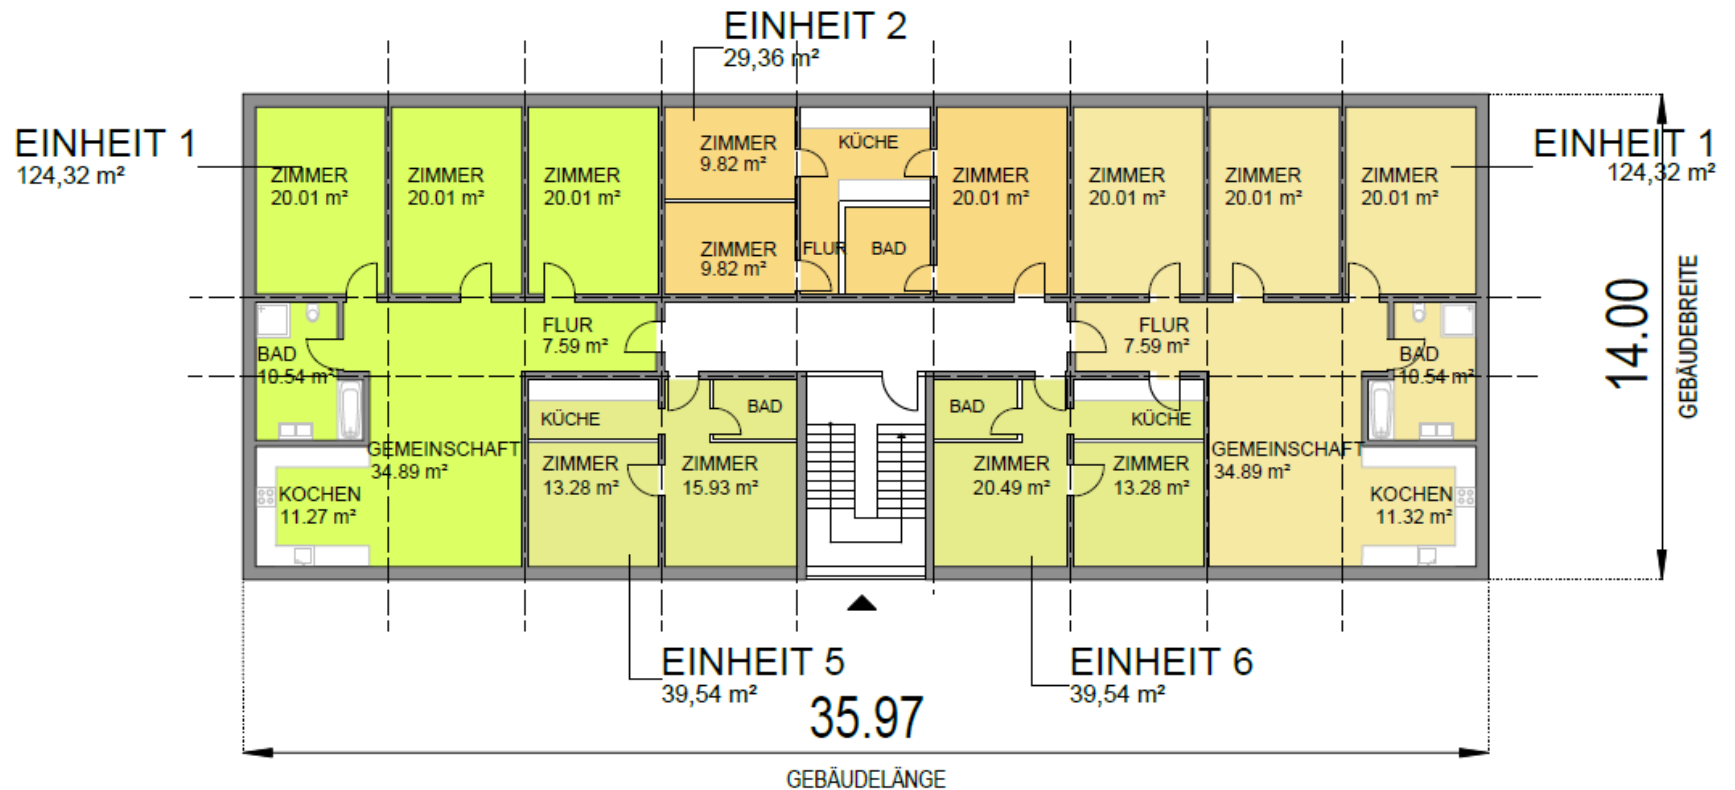 EINHEIT 2
29,36 m²
EINHEIT 1
124,32 m²
EINHEIT 1
124,32 m²
ZIMMER
20.01 m²
ZIMMER
20.01 m²
ZIMMER
20.01 m²
ZIMMER
9.82 m²
KÜCHE
ZIMMER
20.01 m²
ZIMMER
20.01 m²
ZIMMER
20.01 m²
ZIMMER
20.01 m²
ZIMMER
9.82 m²
FLUR
BAD
14.00
GEBÄUDEBREITE
BAD
10.54 m²
FLUR
7.59 m²
FLUR
7.59 m²
BAD
10.54 m²
KÜCHE
BAD
BAD
KÜCHE
GEMEINSCHAFT
34.89 m²
ZIMMER
13.28 m²
ZIMMER
15.93 m²
ZIMMER
20.49 m²
ZIMMER
13.28 m²
GEMEINSCHAFT
34.89 m²
KOCHEN
11.27 m²
KOCHEN
11.32 m²
EINHEIT 5
39,54 m²
EINHEIT 6
39,54 m²
35.97
GEBÄUDELÄNGE